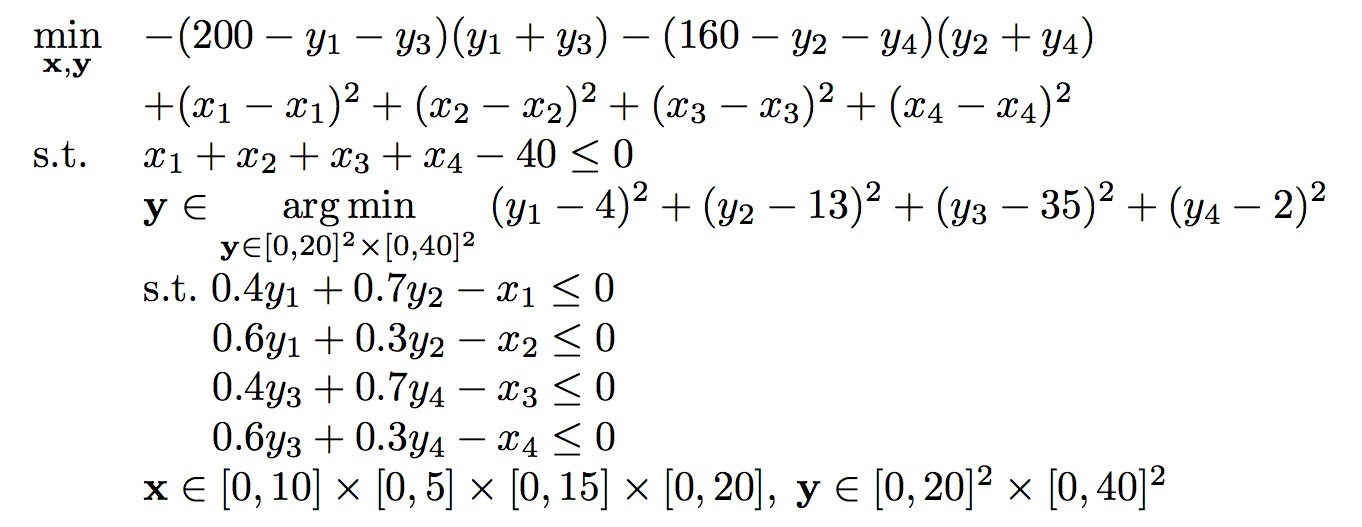 min x,y −(200 − y₁ − y₃)(y₁ + y₃) − (160 − y₂ − y₄)(y₂ + y₄)
+(x₁ − x₁)² + (x₂ − x₂)² + (x₃ − x₃)² + (x₄ − x₄)²
s.t. x₁ + x₂ + x₃ + x₄ − 40 ≤ 0
y ∈ arg min y∈[0,20]²×[0,40]² (y₁ − 4)² + (y₂ − 13)² + (y₃ − 35)² + (y₄ − 2)²
s.t. 0.4y₁ + 0.7y₂ − x₁ ≤ 0
0.6y₁ + 0.3y₂ − x₂ ≤ 0
0.4y₃ + 0.7y₄ − x₃ ≤ 0
0.6y₃ + 0.3y₄ − x₄ ≤ 0
x ∈ [0, 10] × [0, 5] × [0, 15] × [0, 20], y ∈ [0, 20]² × [0, 40]²